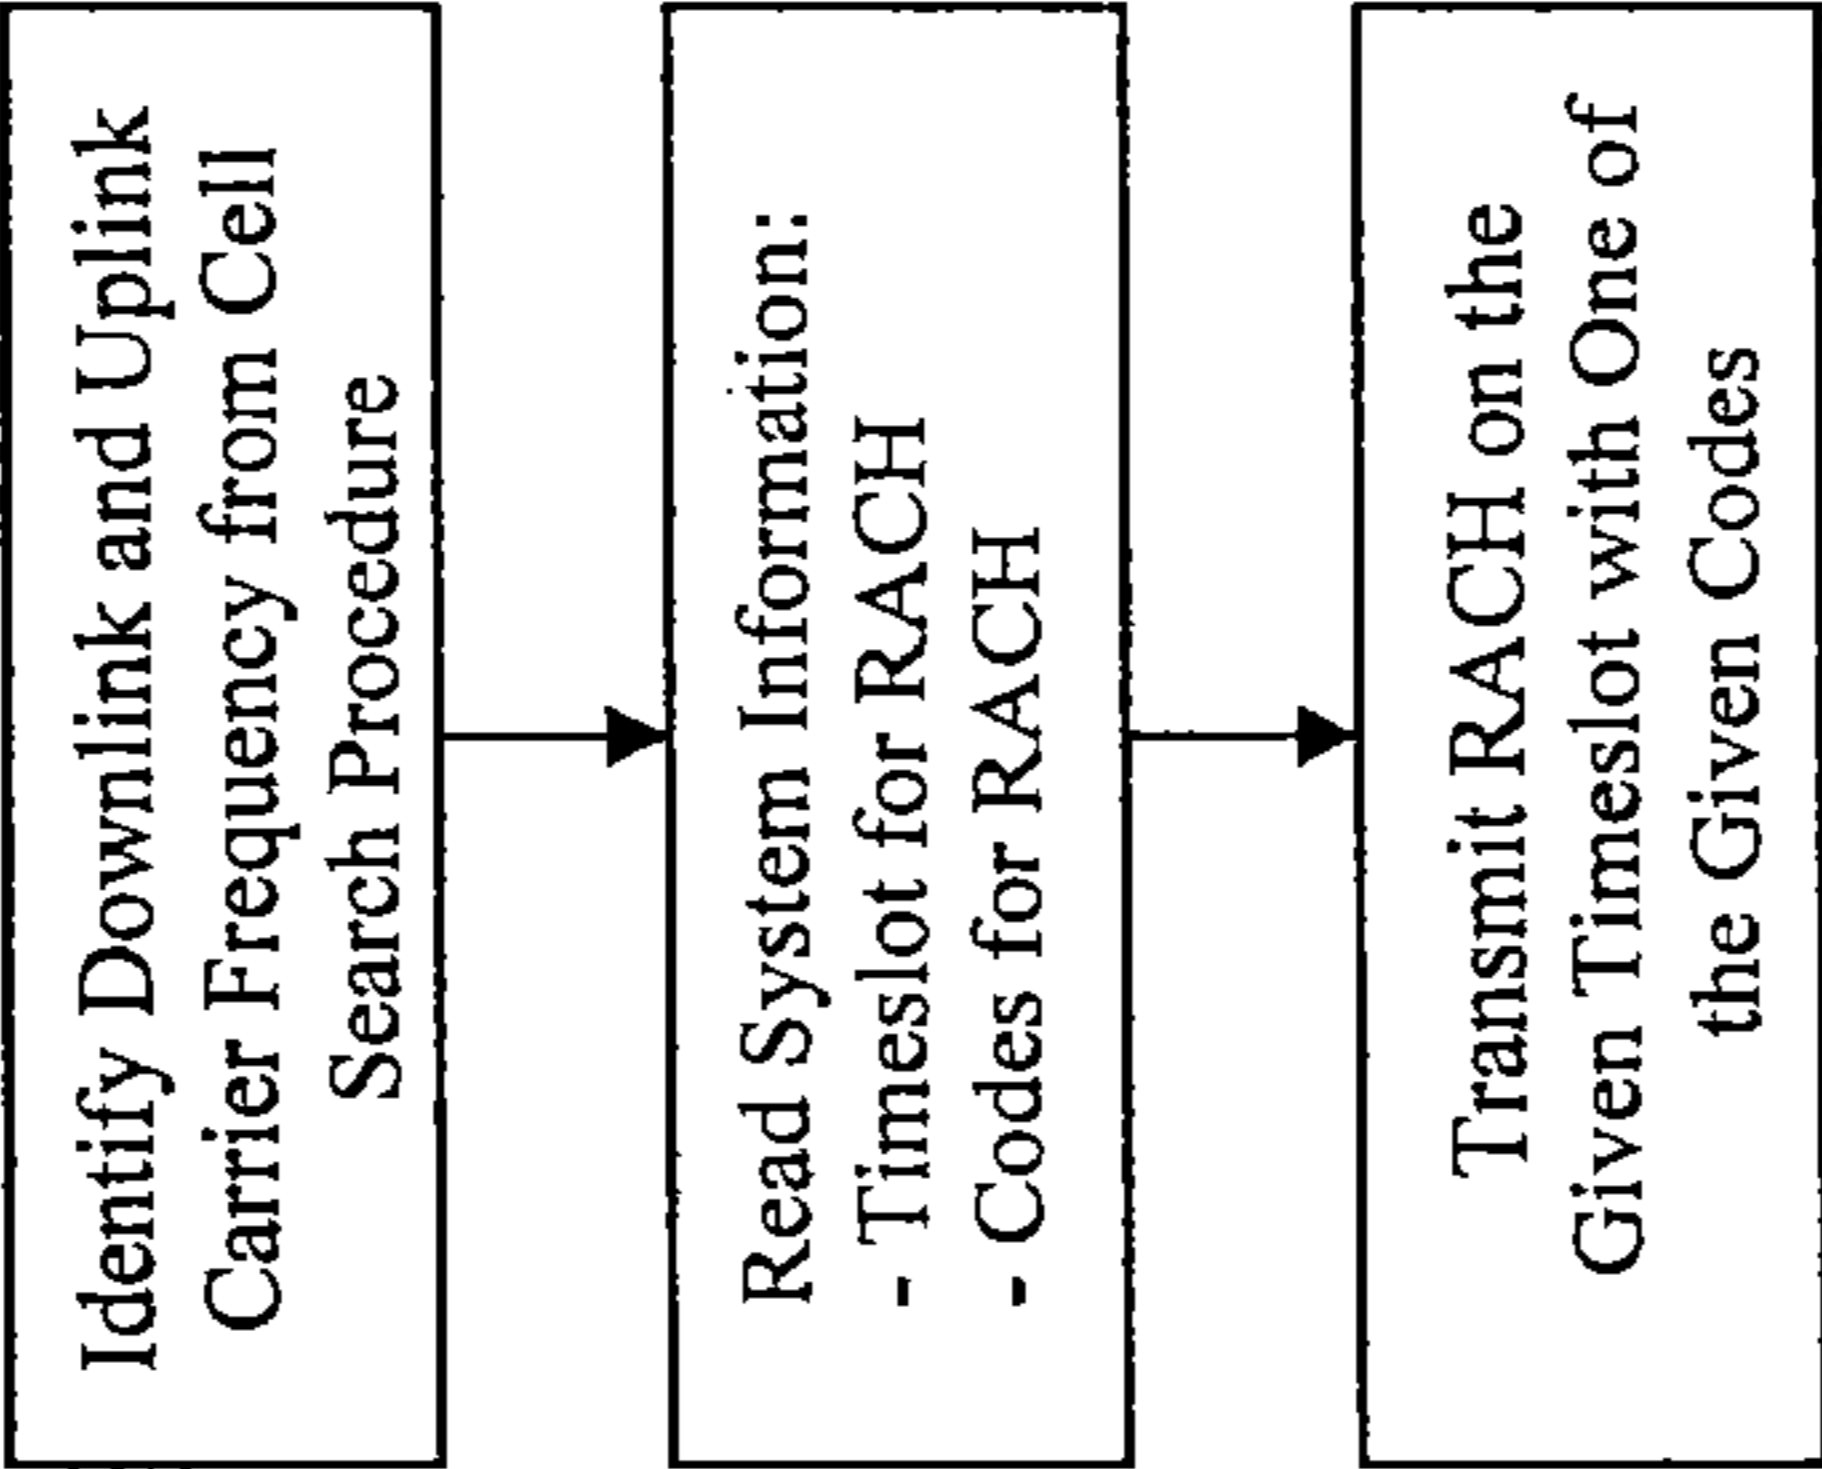 Identify Downlink and Uplink
Carrier Frequency from Cell
Search Procedure
Read System Information:
- Timeslot for RACH
- Codes for RACH
Transmit RACH on the
Given Timeslot with One of
the Given Codes